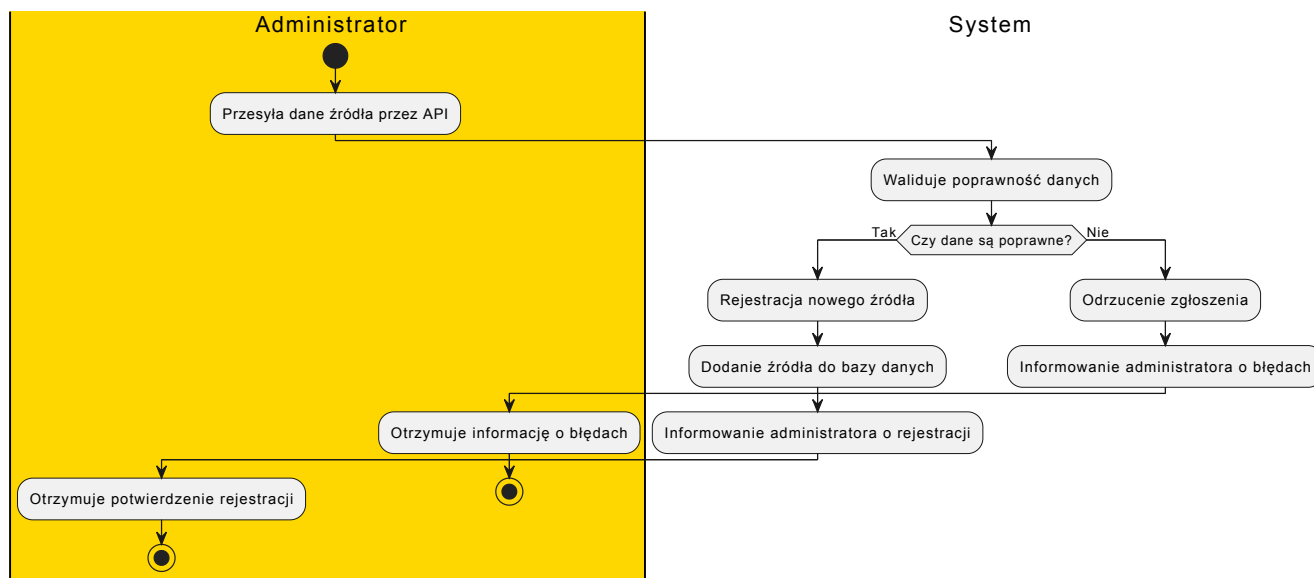 Administrator
System
Przesyła dane źródła przez API
Waliduje poprawność danych
Tak
Czy dane są poprawne?
Nie
Rejestracja nowego źródła
Odrzucenie zgłoszenia
Dodanie źródła do bazy danych
Informowanie administratora o błędach
Otrzymuje informację o błędach
Informowanie administratora o rejestracji
Otrzymuje potwierdzenie rejestracji